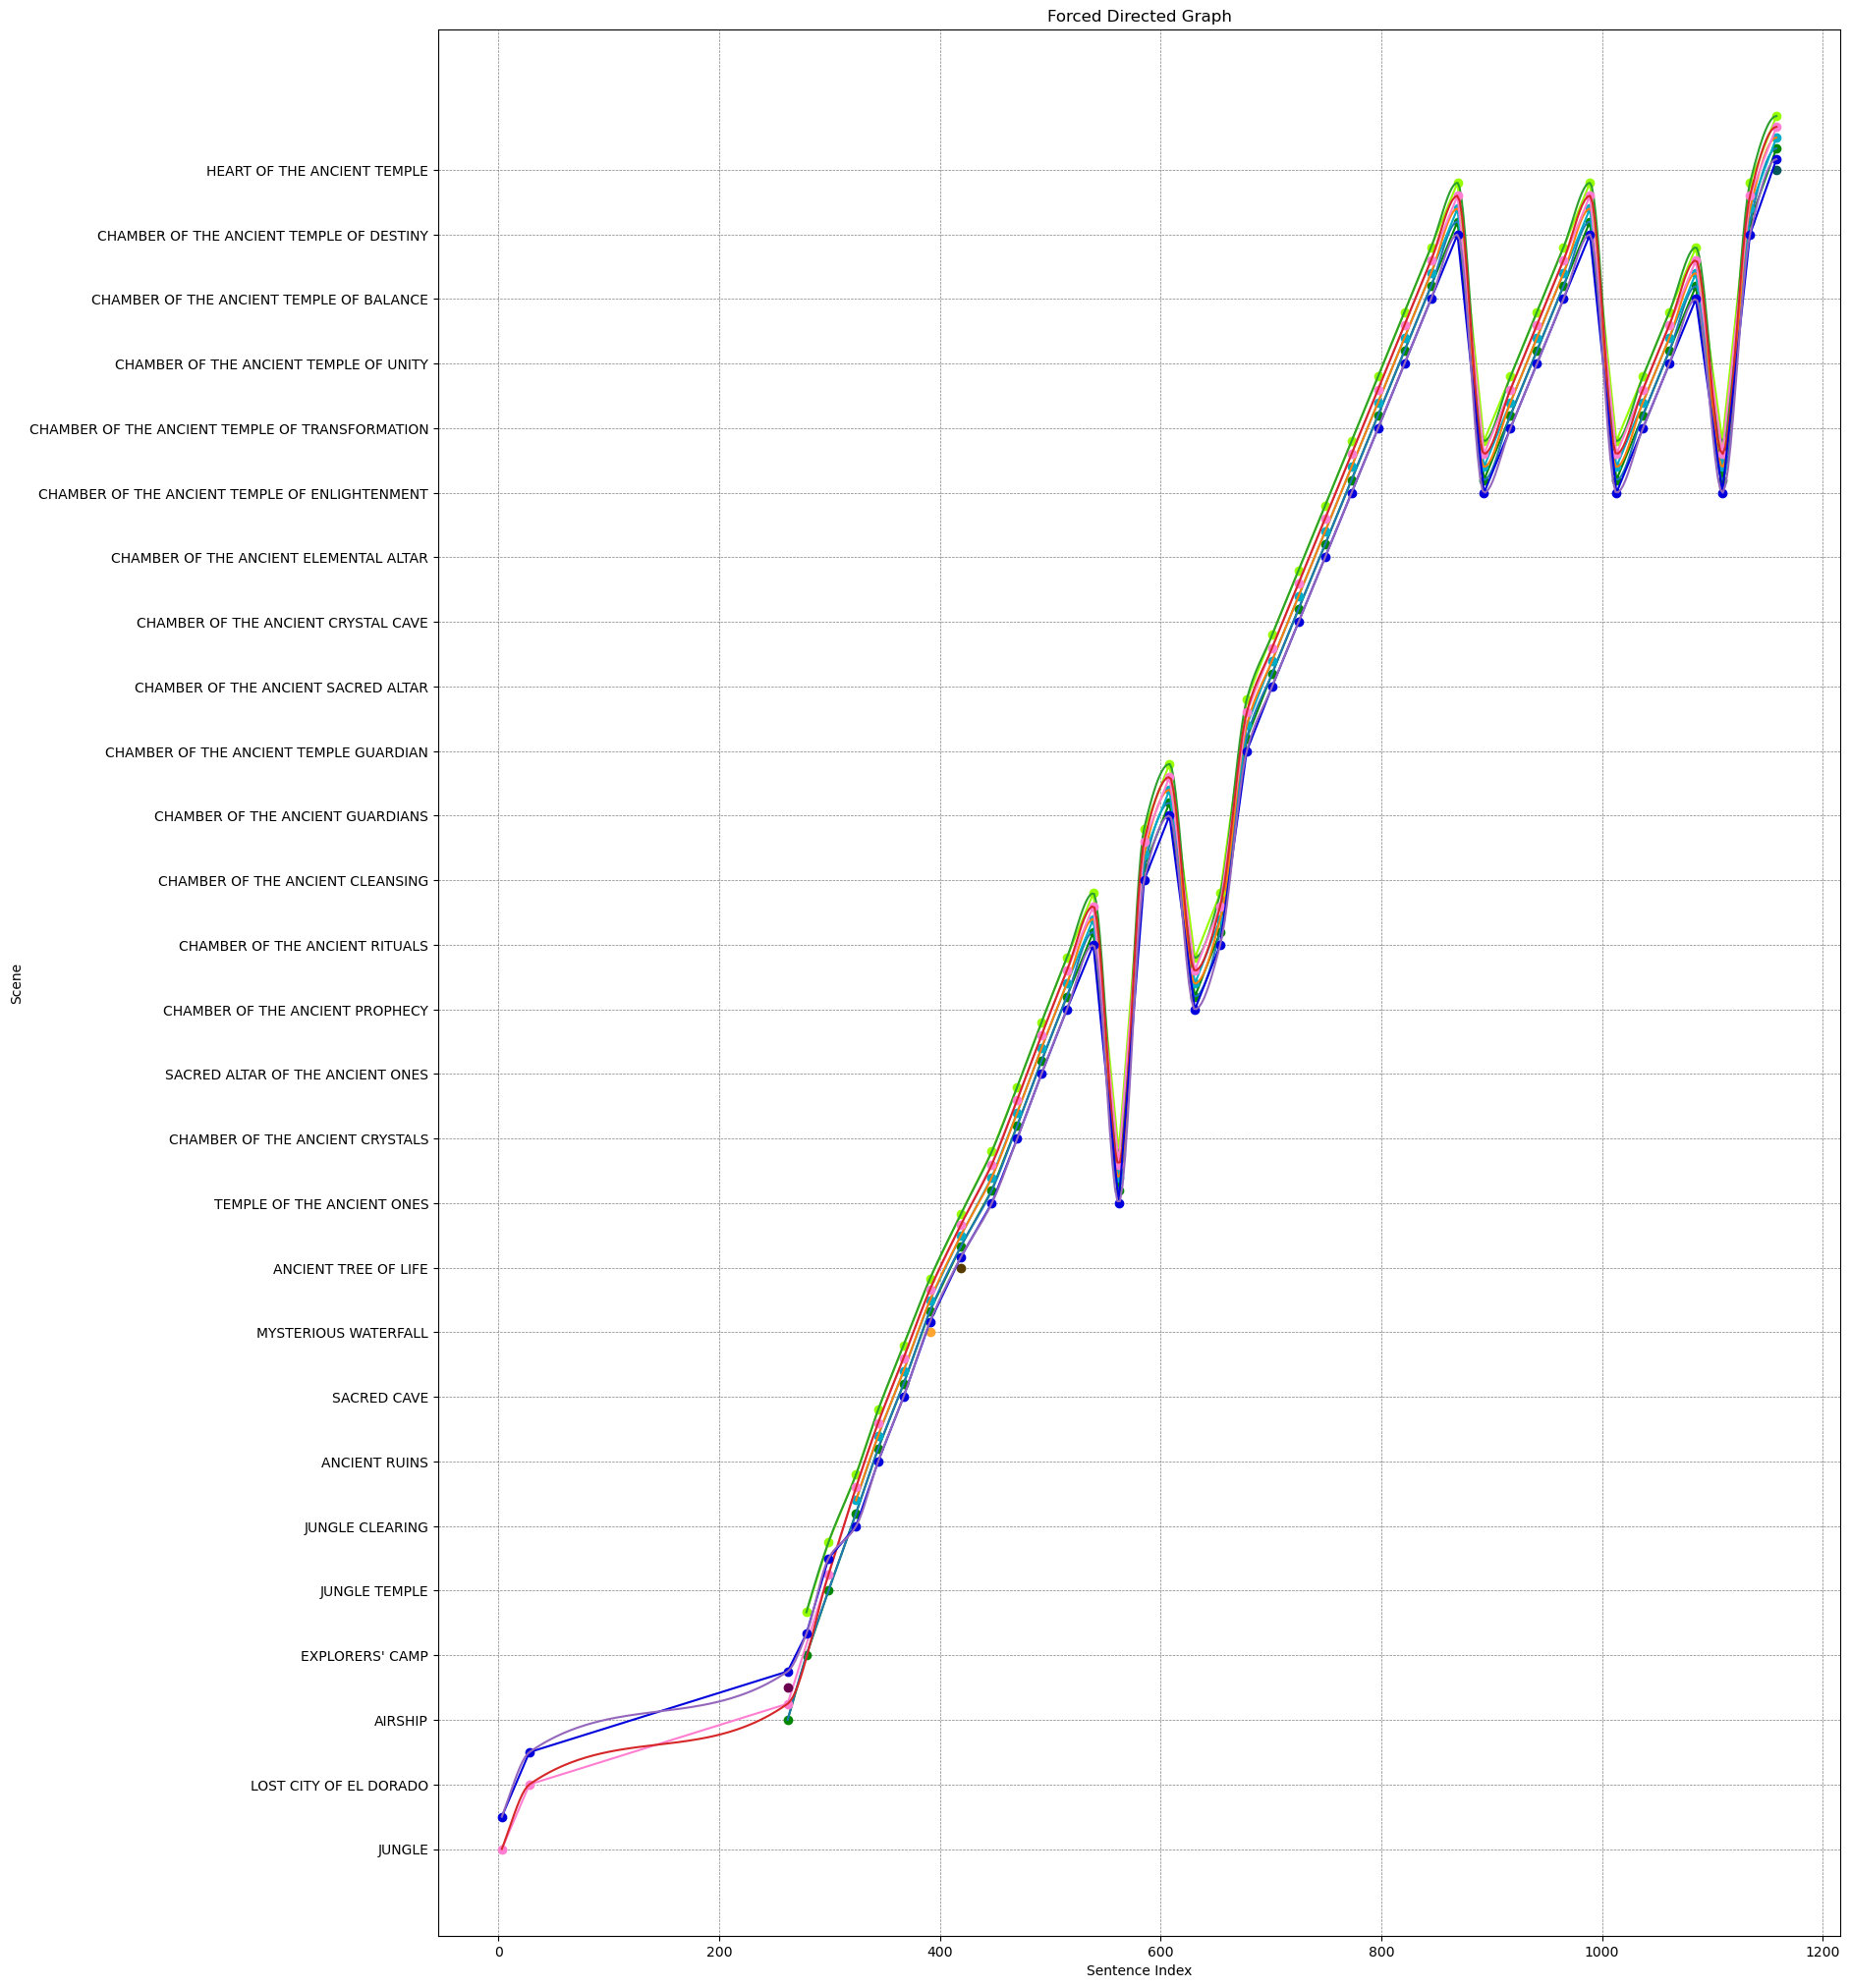 Forced Directed Graph
HEART OF THE ANCIENT TEMPLE
CHAMBER OF THE ANCIENT TEMPLE OF DESTINY
CHAMBER OF THE ANCIENT TEMPLE OF BALANCE
CHAMBER OF THE ANCIENT TEMPLE OF UNITY
CHAMBER OF THE ANCIENT TEMPLE OF TRANSFORMATION
CHAMBER OF THE ANCIENT TEMPLE OF ENLIGHTENMENT
CHAMBER OF THE ANCIENT ELEMENTAL ALTAR
CHAMBER OF THE ANCIENT CRYSTAL CAVE
CHAMBER OF THE ANCIENT SACRED ALTAR
CHAMBER OF THE ANCIENT TEMPLE GUARDIAN
CHAMBER OF THE ANCIENT GUARDIANS
CHAMBER OF THE ANCIENT CLEANSING
CHAMBER OF THE ANCIENT RITUALS
CHAMBER OF THE ANCIENT PROPHECY
SACRED ALTAR OF THE ANCIENT ONES
CHAMBER OF THE ANCIENT CRYSTALS
TEMPLE OF THE ANCIENT ONES
ANCIENT TREE OF LIFE
MYSTERIOUS WATERFALL
SACRED CAVE
ANCIENT RUINS
JUNGLE CLEARING
JUNGLE TEMPLE
EXPLORERS' CAMP
AIRSHIP
LOST CITY OF EL DORADO
JUNGLE
Scene
0 200 400 600 800 1000 1200
Sentence Index